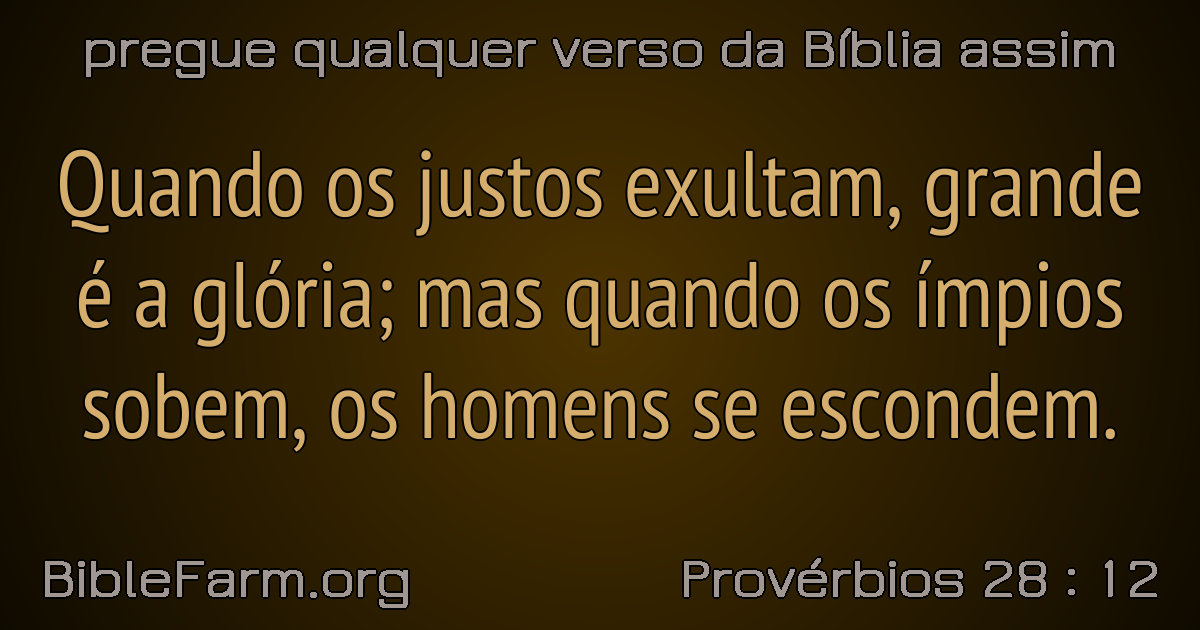 pregue qualquer verso da Bíblia assim
Quando os justos exultam, grande
é a glória; mas quando os ímpios
sobem, os homens se escondem.
BibleFarm.org
Provérbios 28 : 12